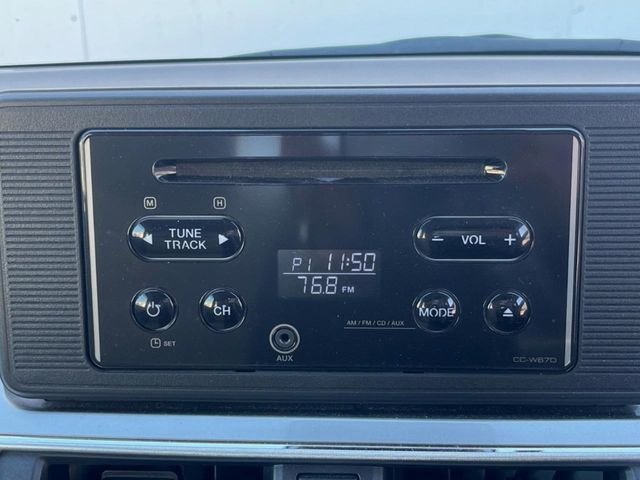 M H
TUNE
TRACK
− VOL +
P1 11:50
76.8 FM
CH
MODE
AM / FM / CD / AUX
SET
AUX
CC-W67D